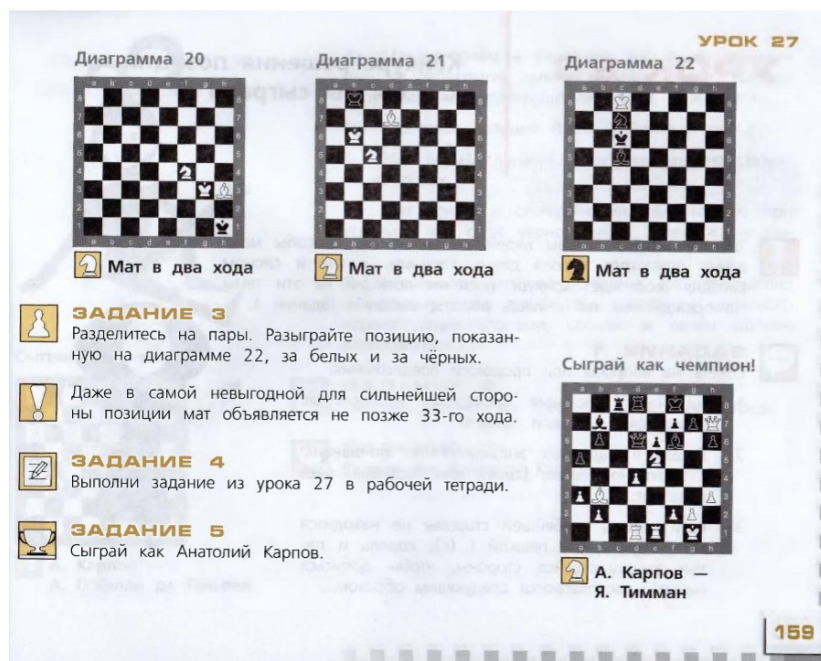 УРОК 27
Диаграмма 20
Диаграмма 21
Диаграмма 22
Мат в два хода
Мат в два хода
Мат в два хода
ЗАДАНИЕ 3
Разделитесь на пары. Разыграйте позицию, показан-
ную на диаграмме 22, за белых и за чёрных.
Даже в самой невыгодной для сильнейшей сторо-
ны позиции мат объявляется не позже 33-го хода.
ЗАДАНИЕ 4
Выполни задание из урока 27 в рабочей тетради.
ЗАДАНИЕ 5
Сыграй как Анатолий Карпов.
Сыграй как чемпион!
А. Карпов —
Я. Тимман
159